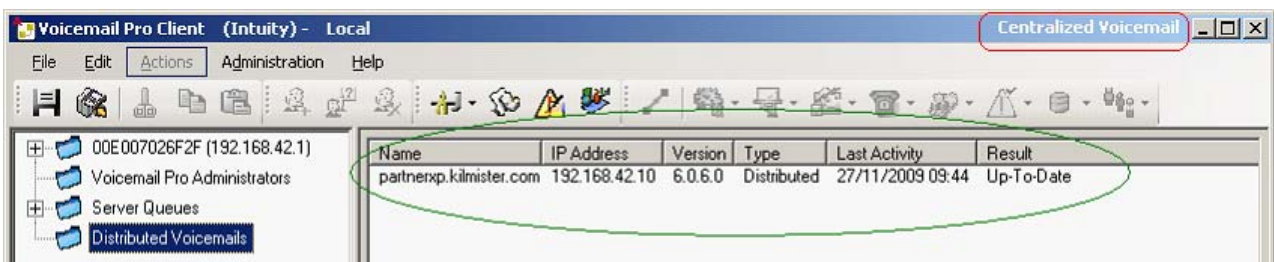 Voicemail Pro Client (Intuity) - Local Centralized Voicemail
File Edit Actions Administration Help
00E007026F2F (192.168.42.1)
Voicemail Pro Administrators
Server Queues
Distributed Voicemails
Name IP Address Version Type Last Activity Result
partnerxp.kilmister.com 192.168.42.10 6.0.6.0 Distributed 27/11/2009 09:44 Up-To-Date